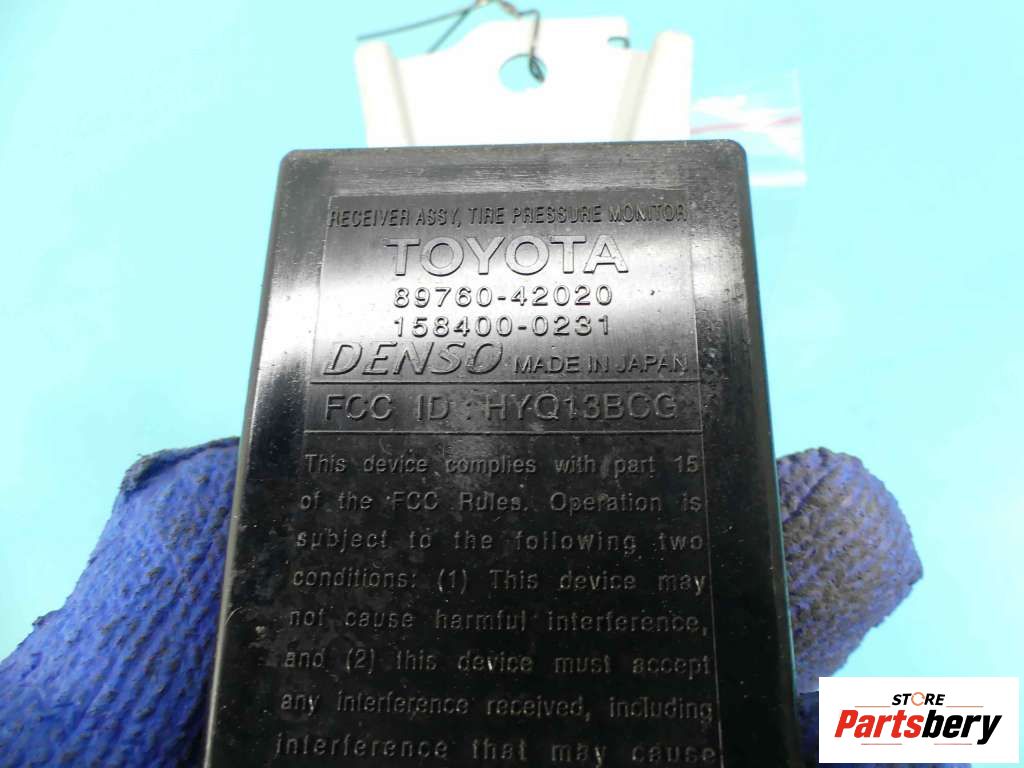 RECEIVER ASSY, TIRE PRESSURE MONITOR
TOYOTA
89760-42020
158400-0231
DENSO MADE IN JAPAN
FCC ID : HYQ13BCG
This device complies with part 15
of the FCC Rules. Operation is
subject to the following two
conditions: (1) This device may
not cause harmful interference,
and (2) this device must accept
any interference received, including
interference that may cause
STORE
Partsbery